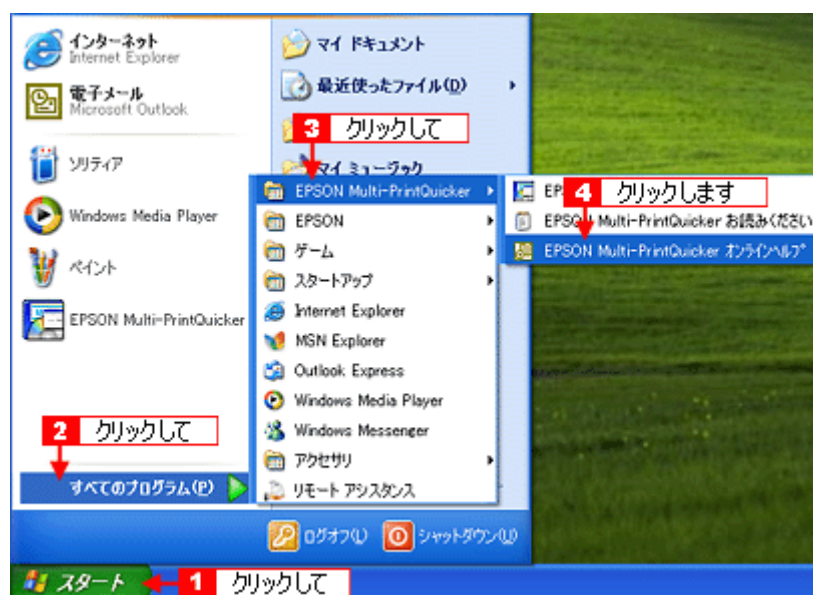 インターネット
Internet Explorer
電子メール
Microsoft Outlook
ソリティア
Windows Media Player
ペイント
EPSON Multi-PrintQuicker
2 クリックして
すべてのプログラム(P)
マイ ドキュメント
最近使ったファイル(D)
3 クリックして
マイ ミュージック
EPSON Multi-PrintQuicker
EPSON
ゲーム
スタートアップ
Internet Explorer
MSN Explorer
Outlook Express
Windows Media Player
Windows Messenger
アクセサリ
リモート アシスタンス
EP
4 クリックします
EPSON Multi-PrintQuicker お読みください
EPSON Multi-PrintQuicker オンラインヘルプ
ログオフ(L)
シャットダウン(U)
スタート
1 クリックして